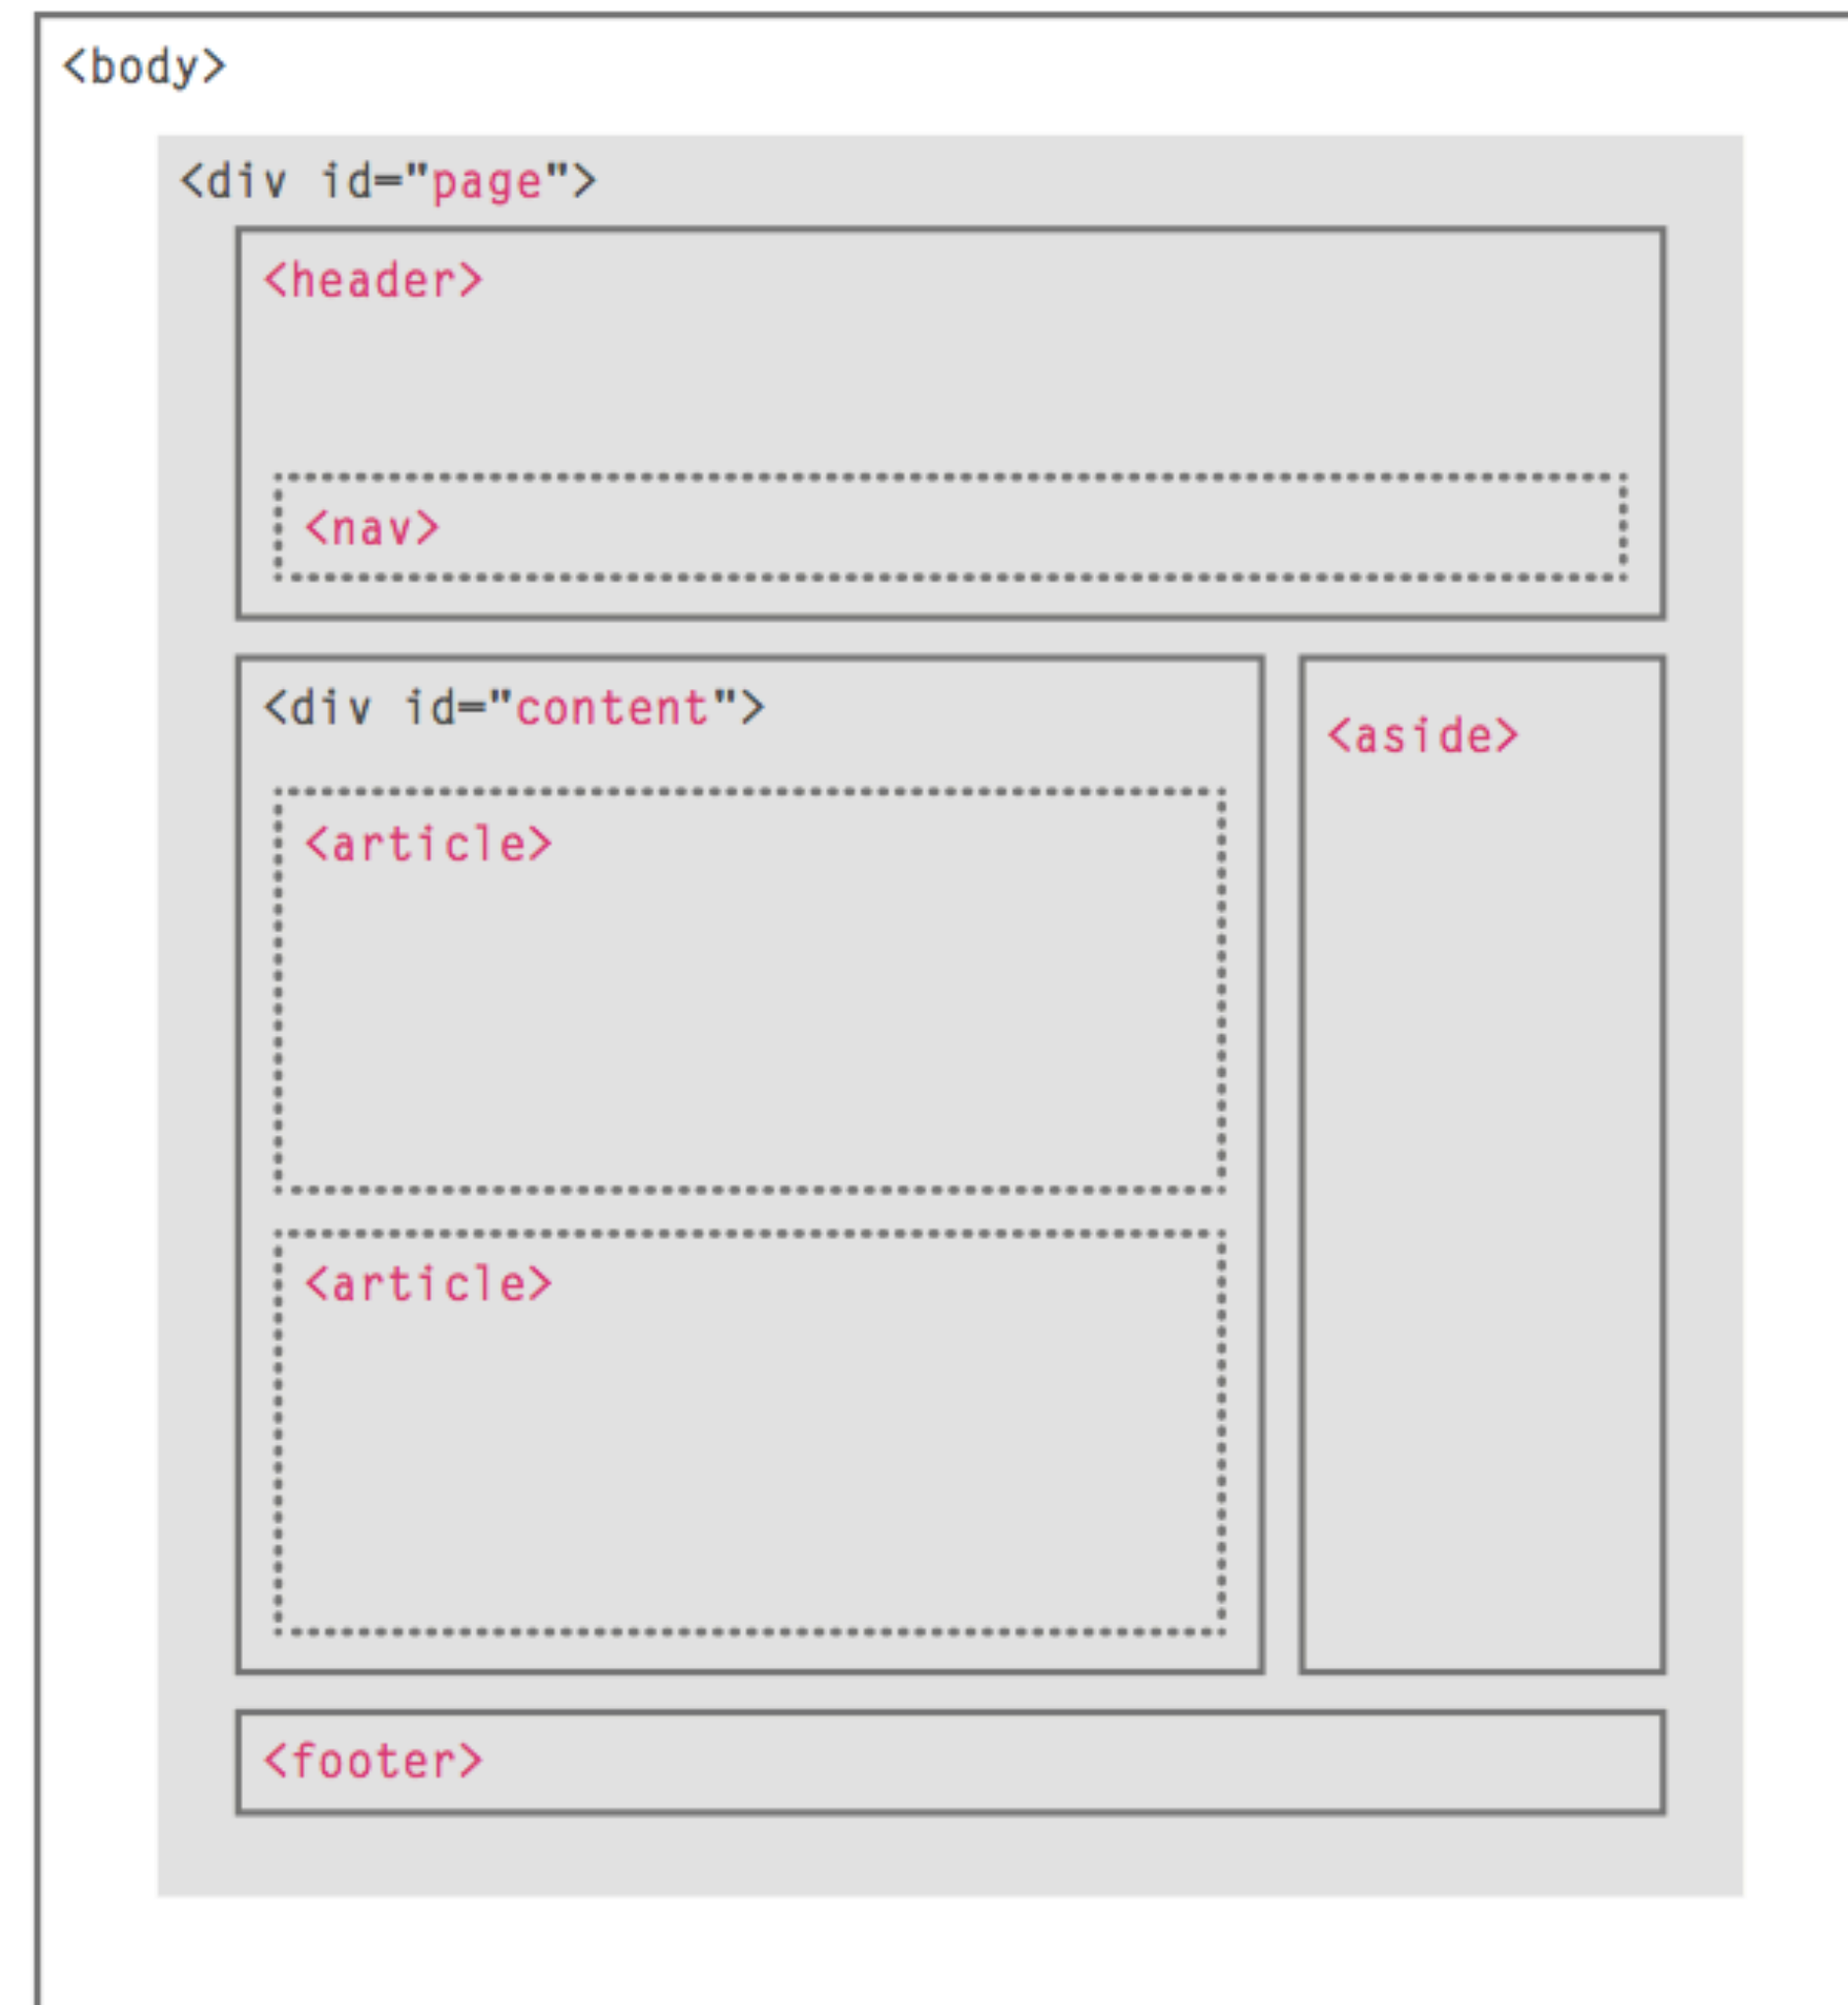 <body>
<div id="page">
<header>
<nav>
<div id="content">
<aside>
<article>
<article>
<footer>